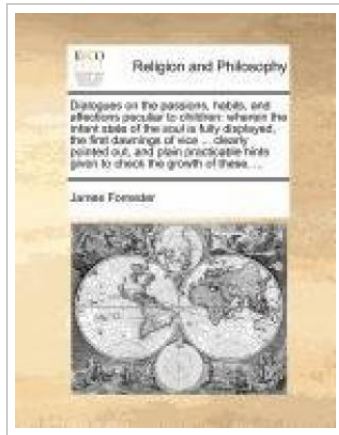 ECCO
Religion and Philosophy
Dialogues on the passions, habits, and
affections peculiar to children: wherein the
infant state of the soul is fully displayed,
the first dawnings of vice ... clearly
pointed out, and plain practicable hints
given to check the growth of these. ...
James Forrester